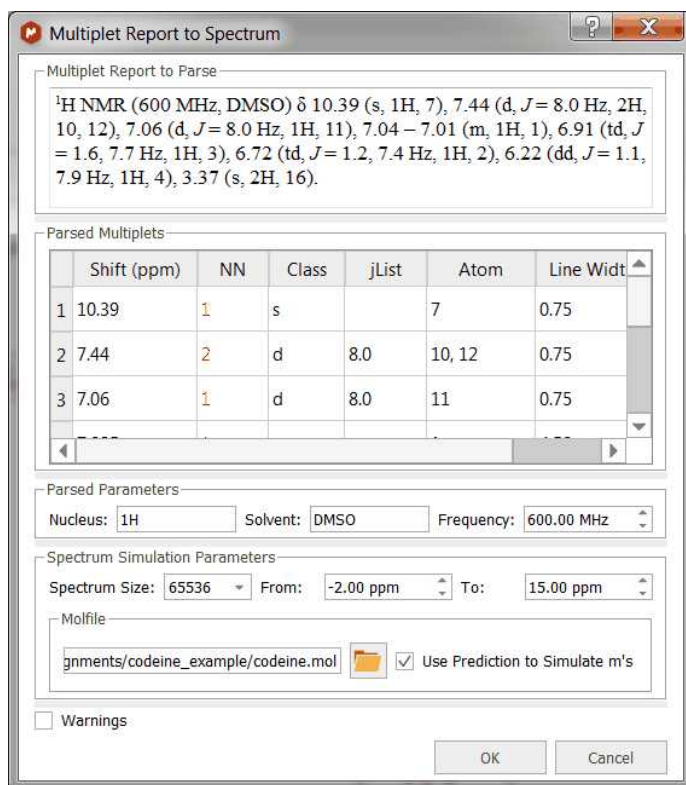 Multiplet Report to Spectrum
Multiplet Report to Parse
¹H NMR (600 MHz, DMSO) δ 10.39 (s, 1H, 7), 7.44 (d, J = 8.0 Hz, 2H,
10, 12), 7.06 (d, J = 8.0 Hz, 1H, 11), 7.04 – 7.01 (m, 1H, 1), 6.91 (td, J
= 1.6, 7.7 Hz, 1H, 3), 6.72 (td, J = 1.2, 7.4 Hz, 1H, 2), 6.22 (dd, J = 1.1,
7.9 Hz, 1H, 4), 3.37 (s, 2H, 16).
Parsed Multiplets
Shift (ppm) NN Class jList Atom Line Widt
1 10.39 1 s 7 0.75
2 7.44 2 d 8.0 10, 12 0.75
3 7.06 1 d 8.0 11 0.75
Parsed Parameters
Nucleus: 1H Solvent: DMSO Frequency: 600.00 MHz
Spectrum Simulation Parameters
Spectrum Size: 65536 From: -2.00 ppm To: 15.00 ppm
Molfile
gnments/codeine_example/codeine.mol Use Prediction to Simulate m's
Warnings
OK Cancel